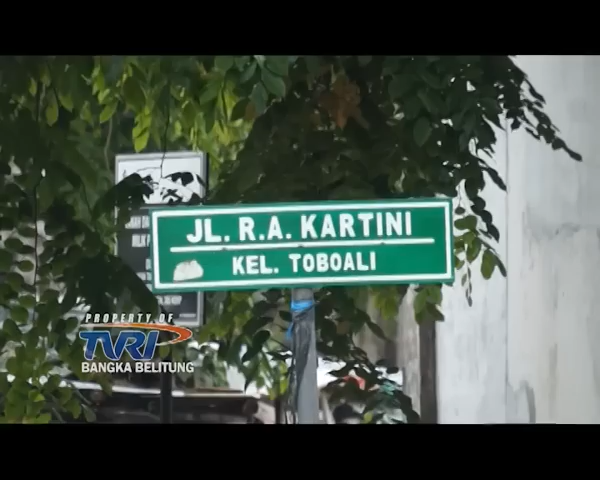 JL. R.A. KARTINI
KEL. TOBOALI
PROPERTY OF
TVRI
BANGKA BELITUNG